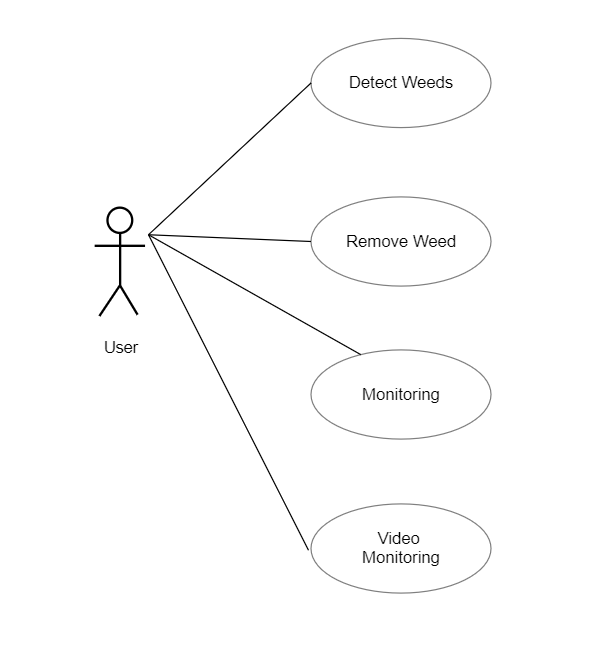 Detect Weeds
Remove Weed
User
Monitoring
Video
Monitoring